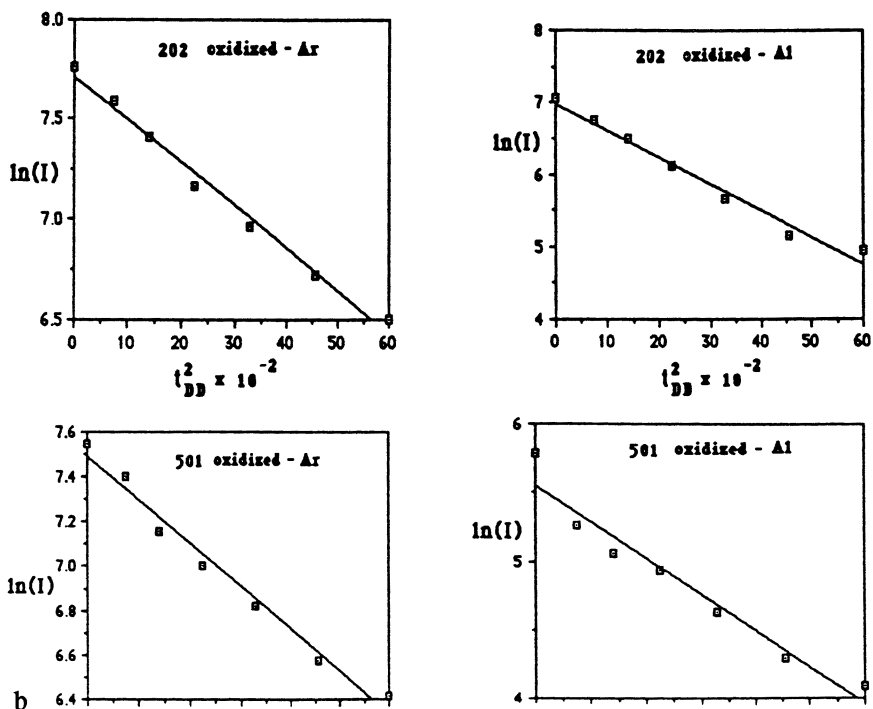 202 oxidized - Ar
8.0
7.5
7.0
6.5
ln(I)
0 10 20 30 40 50 60
t²DD x 10⁻²
202 oxidized - Al
8
7
6
5
4
ln(I)
0 10 20 30 40 50 60
t²DD x 10⁻²
501 oxidized - Ar
7.6
7.4
7.2
7.0
6.8
6.6
6.4
ln(I)
b
501 oxidized - Al
6
5
4
ln(I)